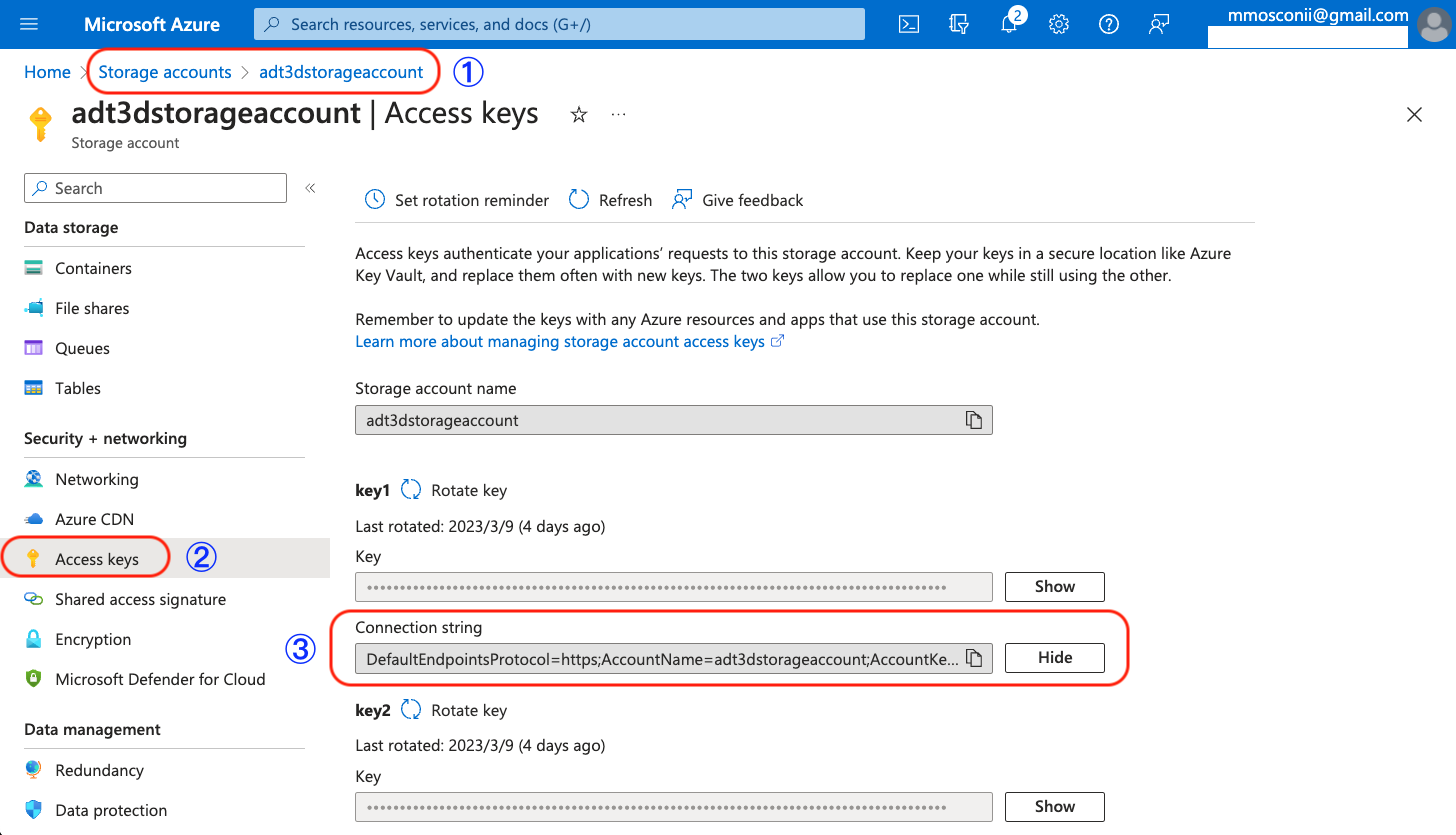 Microsoft Azure
Search resources, services, and docs (G+/)
2
mmosconii@gmail.com
Home > Storage accounts > adt3dstorageaccount
①
adt3dstorageaccount | Access keys
☆ ...
Storage account
Search
«
Data storage
Containers
File shares
Queues
Tables
Security + networking
Networking
Azure CDN
Access keys
②
Shared access signature
Encryption
Microsoft Defender for Cloud
Data management
Redundancy
Data protection
Set rotation reminder
Refresh
Give feedback
Access keys authenticate your applications’ requests to this storage account. Keep your keys in a secure location like Azure
Key Vault, and replace them often with new keys. The two keys allow you to replace one while still using the other.
Remember to update the keys with any Azure resources and apps that use this storage account.
Learn more about managing storage account access keys
Storage account name
adt3dstorageaccount
key1 Rotate key
Last rotated: 2023/3/9 (4 days ago)
Key
Show
③
Connection string
DefaultEndpointsProtocol=https;AccountName=adt3dstorageaccount;AccountKe...
Hide
key2 Rotate key
Last rotated: 2023/3/9 (4 days ago)
Key
Show